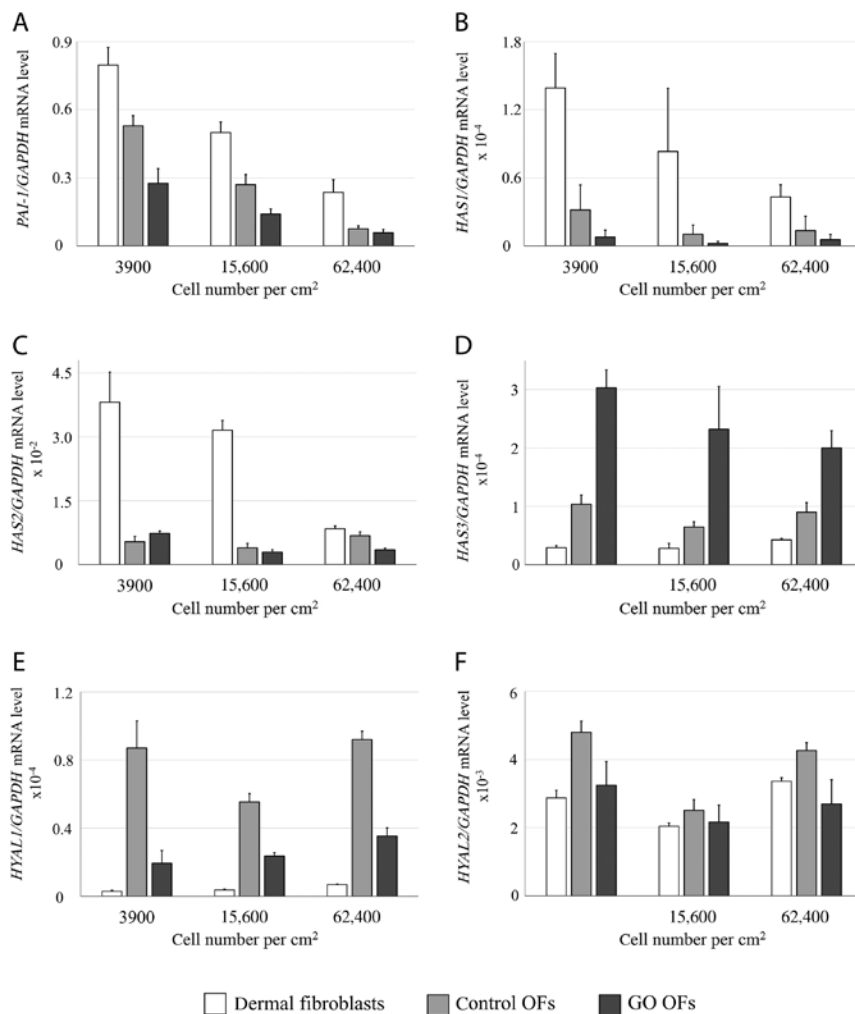 A
PAI-1/GAPDH mRNA level
0.9
0.6
0.3
0
3900 15,600 62,400
Cell number per cm²
B
HAS1/GAPDH mRNA level
x 10⁻⁴
1.8
1.2
0.6
0
3900 15,600 62,400
Cell number per cm²
C
HAS2/GAPDH mRNA level
x 10⁻²
4.5
3.0
1.5
0
3900 15,600 62,400
Cell number per cm²
D
HAS3/GAPDH mRNA level
x10⁻⁴
3
2
1
0
15,600 62,400
Cell number per cm²
E
HYAL1/GAPDH mRNA level
x10⁻⁴
1.2
0.8
0.4
0
3900 15,600 62,400
Cell number per cm²
F
HYAL2/GAPDH mRNA level
x10⁻³
6
4
2
0
15,600 62,400
Cell number per cm²
Dermal fibroblasts Control OFs GO OFs